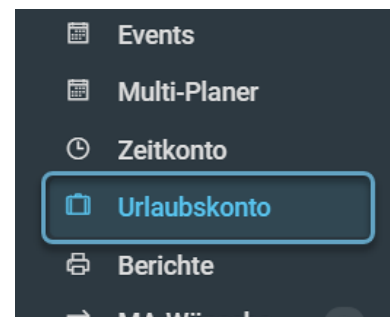 Events
Multi-Planer
Zeitkonto
Urlaubskonto
Berichte